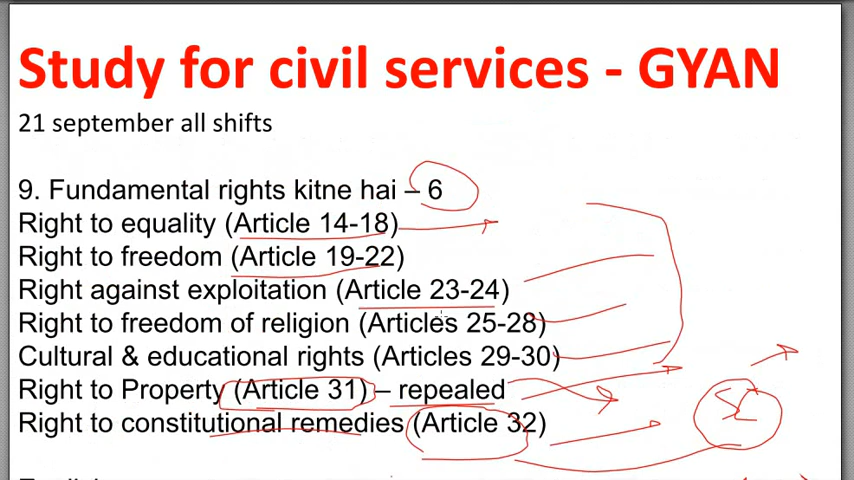 Study for civil services - GYAN
21 september all shifts
9. Fundamental rights kitne hai – 6
Right to equality (Article 14-18)
Right to freedom (Article 19-22)
Right against exploitation (Article 23-24)
Right to freedom of religion (Articles 25-28)
Cultural & educational rights (Articles 29-30)
Right to Property (Article 31) – repealed
Right to constitutional remedies (Article 32)